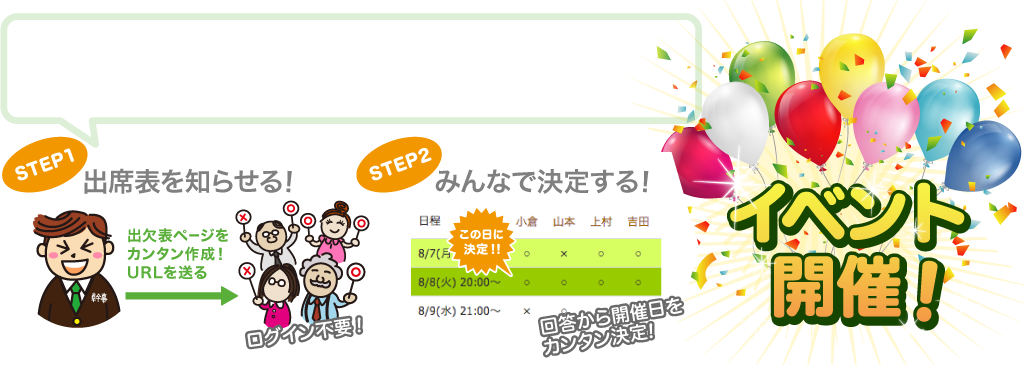 STEP1
出席表を知らせる!
幹事
出欠表ページを
カンタン作成!
URLを送る
ログイン不要!
STEP2
みんなで決定する!
日程 小倉 山本 上村 吉田
この日に
決定!!
8/7(月) ○ × ○ ○
8/8(火) 20:00〜 ○ ○ ○ ○
8/9(水) 21:00〜 ×
回答から開催日を
カンタン決定!
イベント
開催!